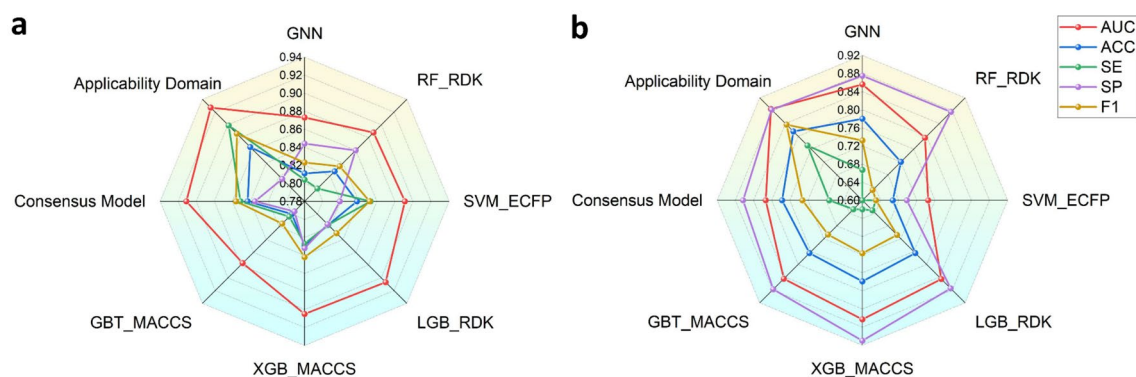 a
GNN
0.94
0.92
0.90
0.88
0.86
0.84
0.82
0.80
0.78
RF_RDK
SVM_ECFP
LGB_RDK
XGB_MACCS
GBT_MACCS
Consensus Model
Applicability Domain
b
GNN
0.92
0.88
0.84
0.80
0.76
0.72
0.68
0.64
0.60
RF_RDK
SVM_ECFP
LGB_RDK
XGB_MACCS
GBT_MACCS
Consensus Model
Applicability Domain
AUC
ACC
SE
SP
F1